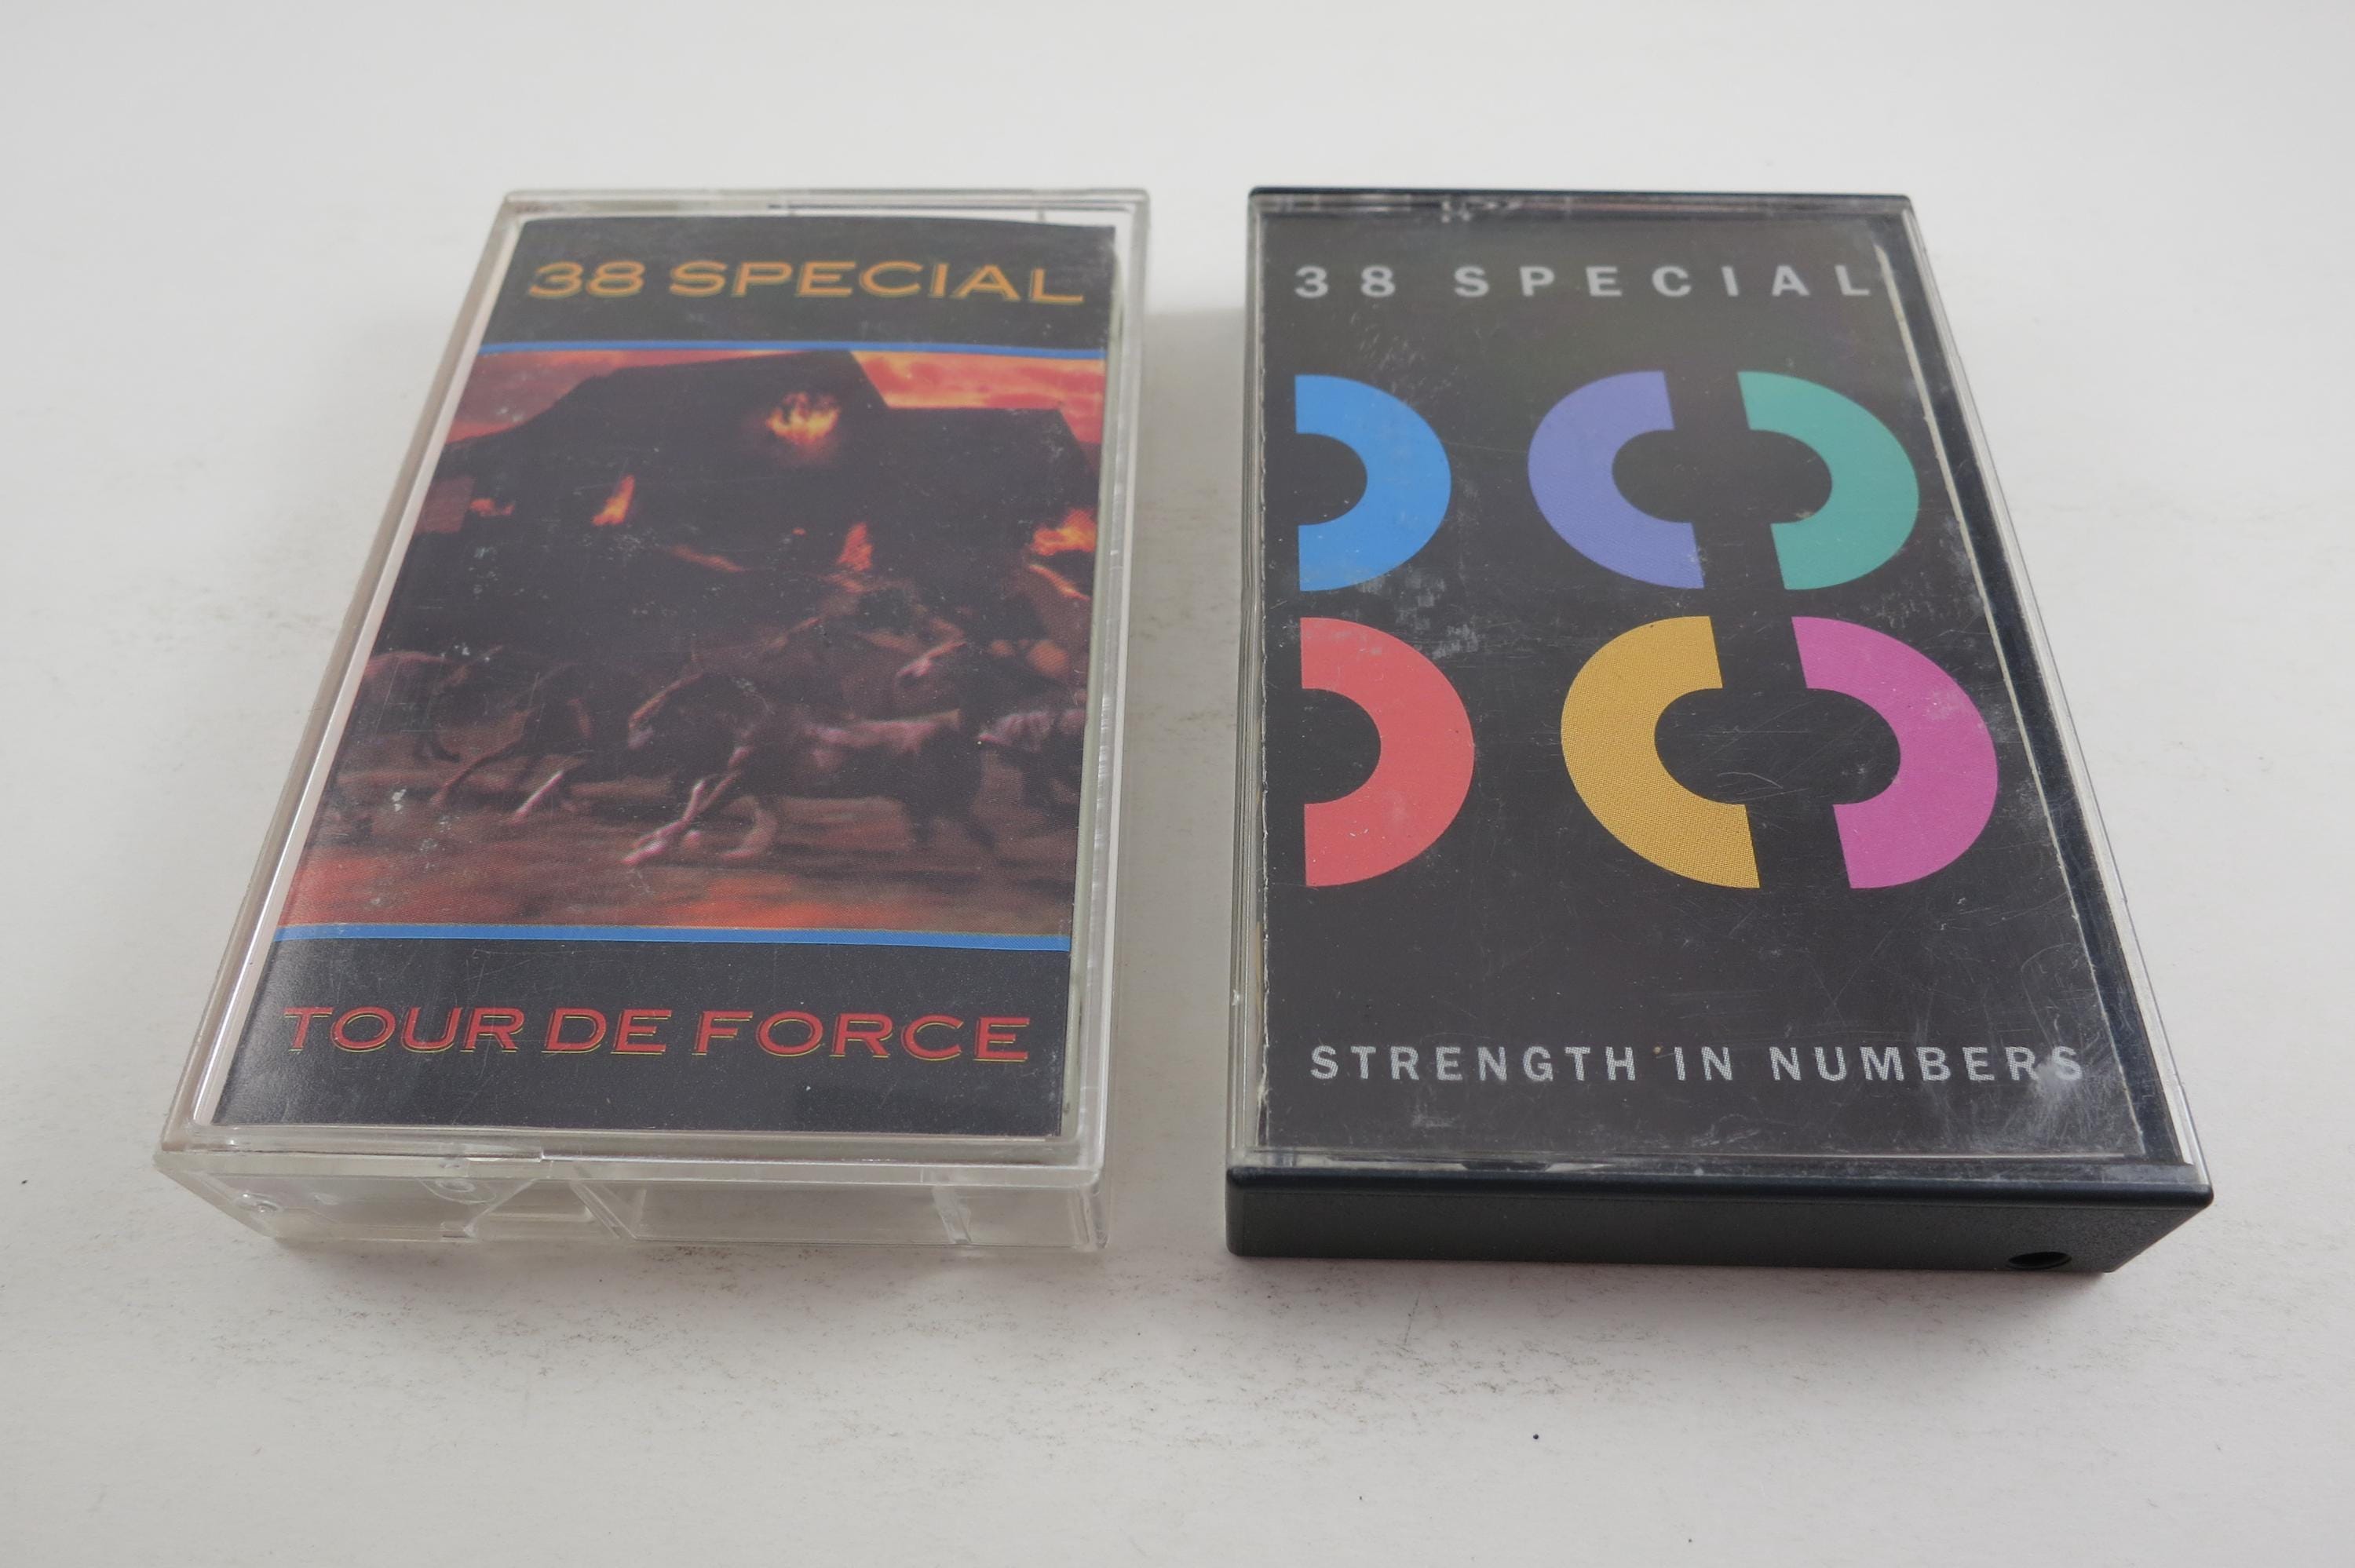 38 SPECIAL
TOUR DE FORCE
38 SPECIAL
STRENGTH IN NUMBERS